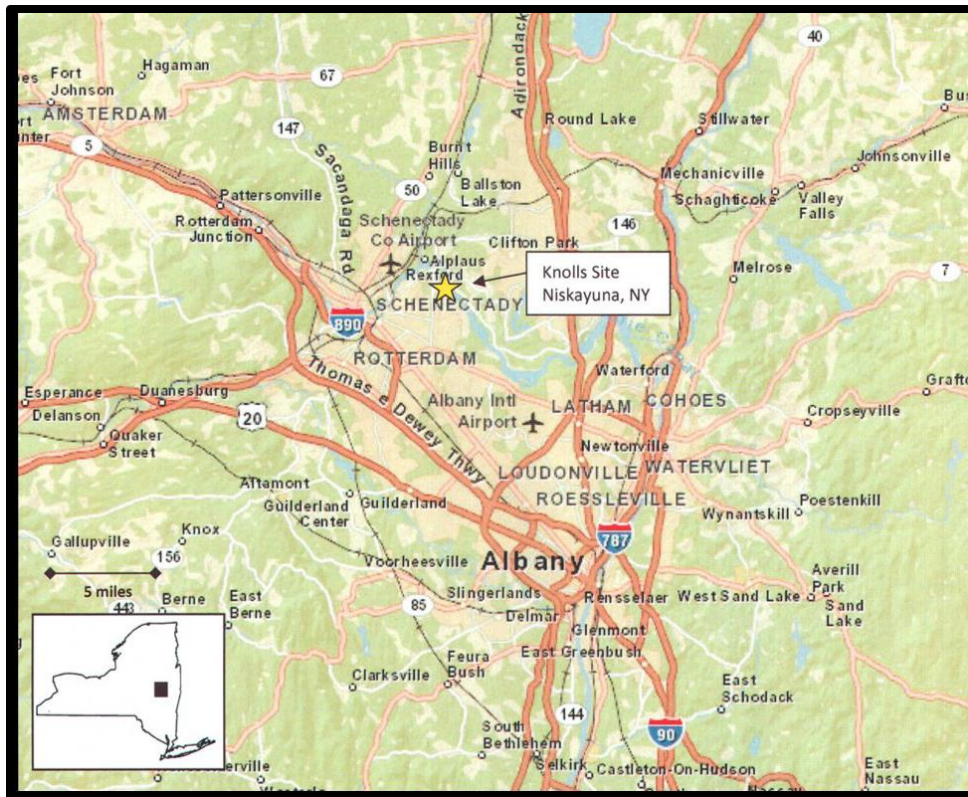 Hagaman
Fort
Johnson
AMSTERDAM
67
40
Adirondack
Round Lake
Stillwater
147
5
Sacandaga Rd
Burnt
Hills
50
Ballston
Lake
Mechanicville
Johnsonville
Schaghticoke
Valley
Falls
Pattersonville
Rotterdam
Junction
Schenectady
Co Airport
Alplaus
Rexford
146
Clifton Park
Knolls Site
Niskayuna, NY
Melrose
7
SCHENECTADY
890
ROTTERDAM
Thomas e Dewey Thwy
Waterford
Esperance
Duanesburg
Delanson
Quaker
Street
20
Albany Intl
Airport
LATHAM
COHOES
Cropseyville
Newtonville
LOUDONVILLE
WATERVLIET
ROESSLEVILLE
Altamont
Guilderland
Center
Guilderland
Poestenkill
Wynantskill
787
Knox
Gallupville
156
5 miles
Voorheesville
Albany
443
Berne
East
Berne
85
Slingerlands
Delmar
Rensselaer
West Sand Lake
Averill
Park
Sand
Lake
Glenmont
East Greenbush
Feura
Bush
Clarksville
East
Schodack
144
90
South
Bethlehem
Selkirk
Castleton-On-Hudson
East
Nassau
Nassau